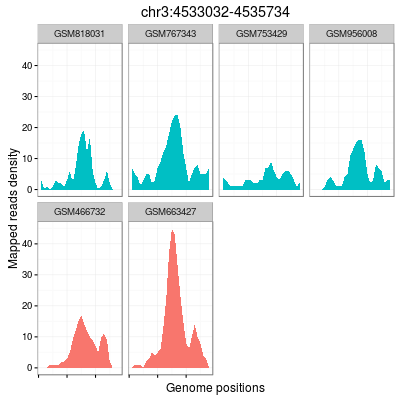 chr3:4533032-4535734
GSM818031 GSM767343 GSM753429 GSM956008
40
30
20
10
0
Mapped reads density
GSM466732 GSM663427
40
30
20
10
0
Genome positions